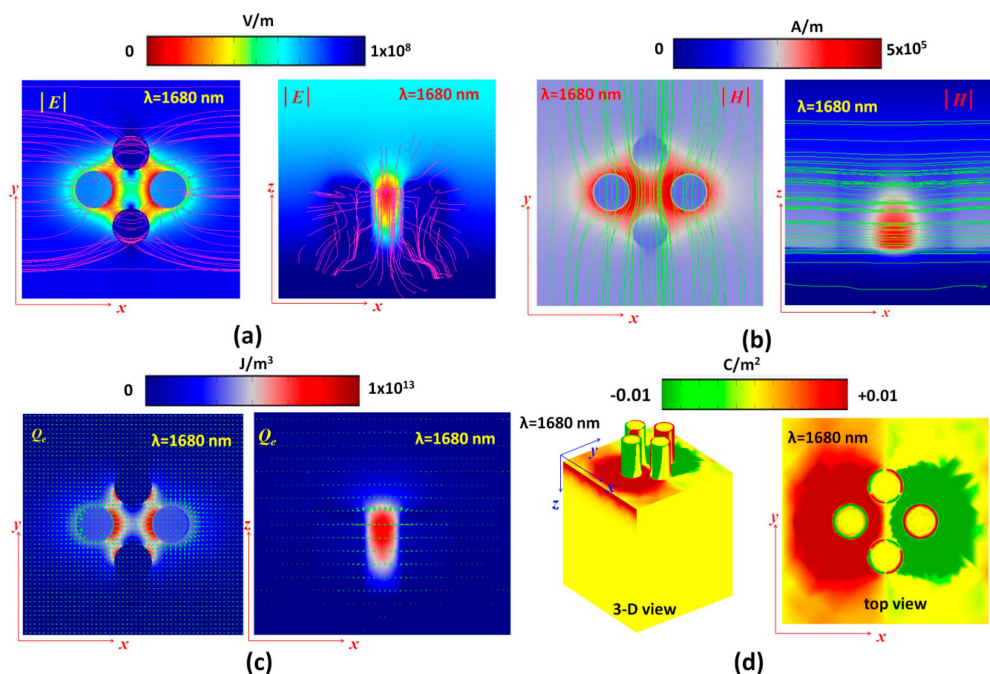 V/m
0
1x10⁸
|E|
λ=1680 nm
y
x
|E|
λ=1680 nm
z
x
(a)
A/m
0
5x10⁵
λ=1680 nm
|H|
y
x
λ=1680 nm
|H|
z
x
(b)
J/m³
0
1x10¹³
Qe
λ=1680 nm
y
x
Qe
λ=1680 nm
z
x
(c)
C/m²
-0.01
+0.01
λ=1680 nm
y
x
z
3-D view
λ=1680 nm
y
top view
x
(d)